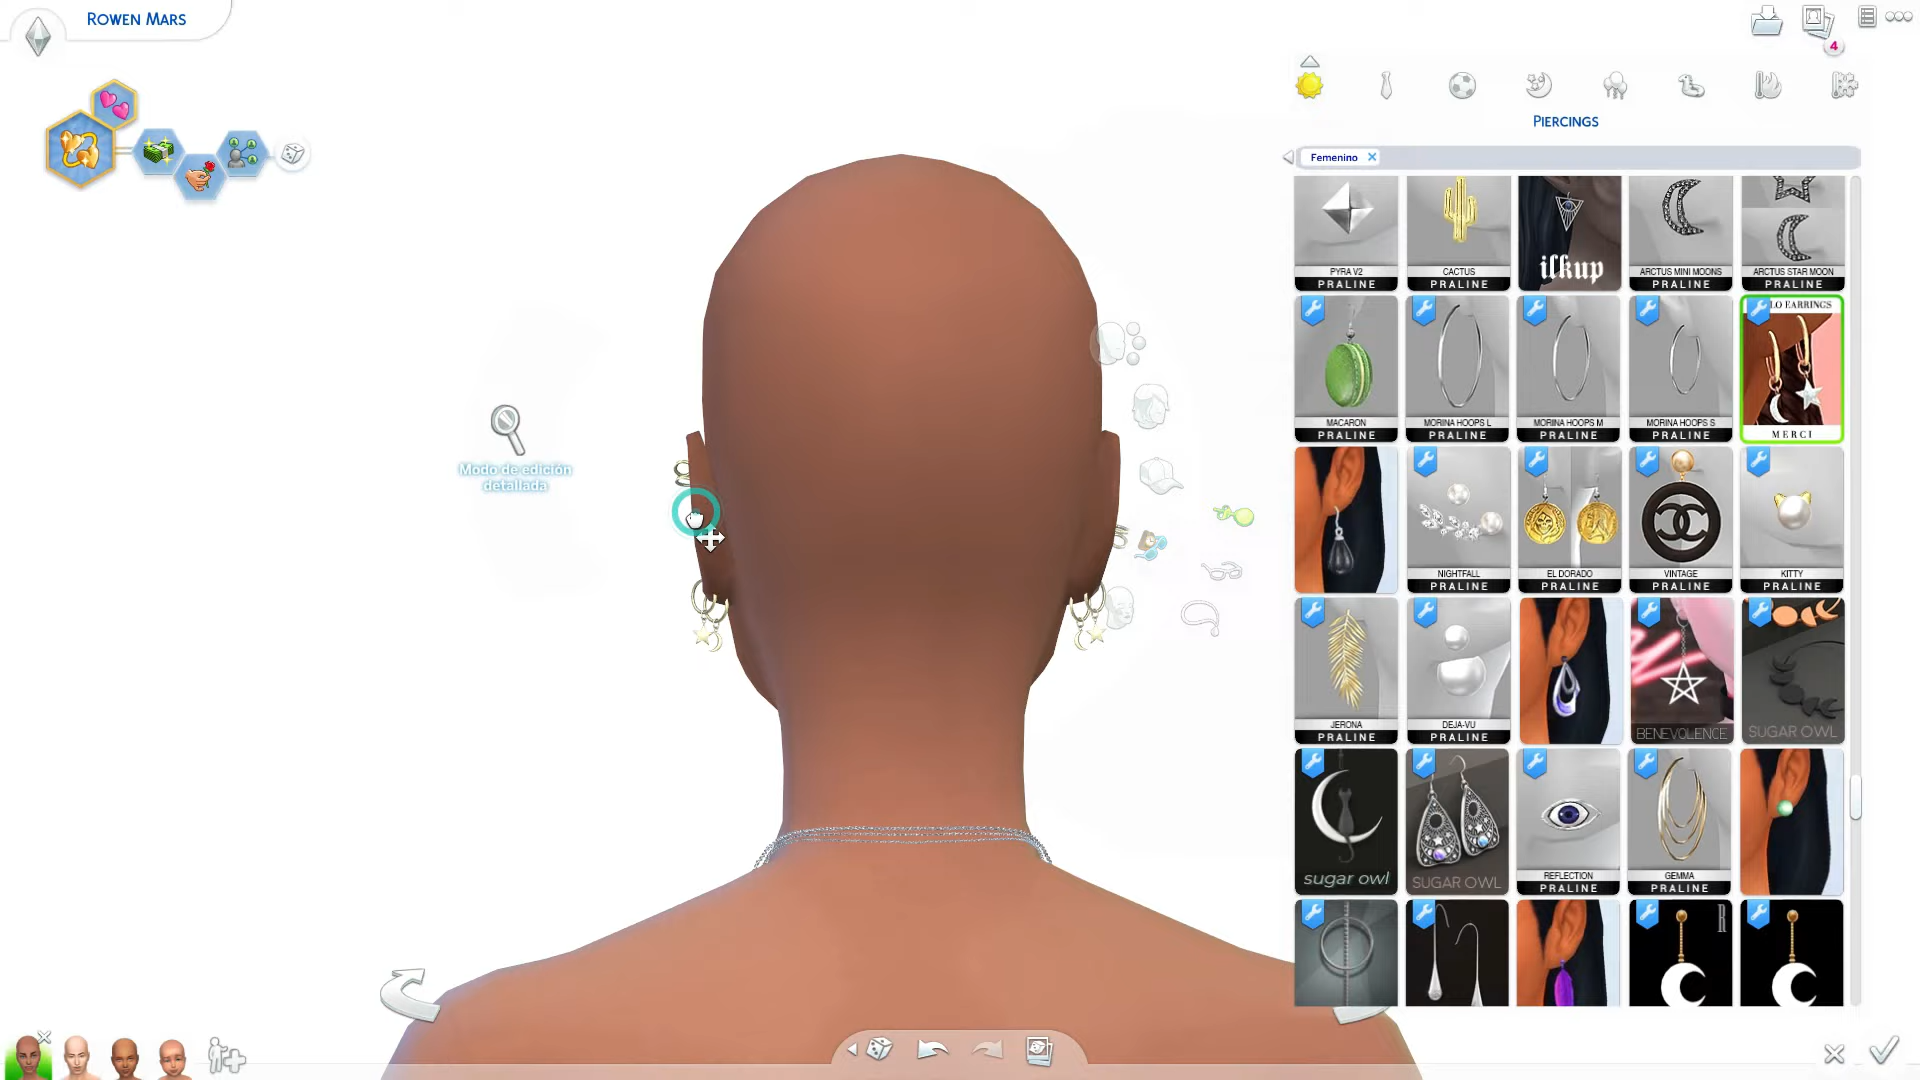 ROWEN MARS
4
PIERCINGS
Femenino
PYRA V2
PRALINE
CACTUS
PRALINE
ilkup
ARCTUS MINI MOONS
PRALINE
ARCTUS STAR MOON
PRALINE
MACARON
PRALINE
MORINA HOOPS L
PRALINE
MORINA HOOPS M
PRALINE
MORINA HOOPS S
PRALINE
LO EARRINGS
MERCI
Modo de edición
detallada
NIGHTFALL
PRALINE
EL DORADO
PRALINE
VINTAGE
PRALINE
KITTY
PRALINE
JERONA
PRALINE
DEJA-VU
PRALINE
BENEVOLENCE
SUGAR OWL
sugar owl
SUGAR OWL
REFLECTION
PRALINE
GEMMA
PRALINE
R